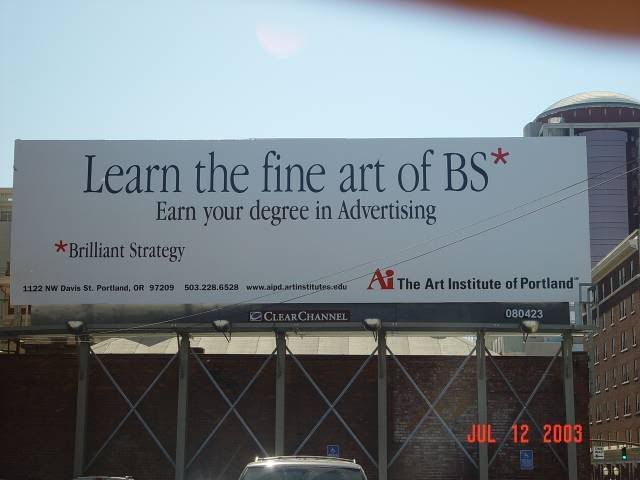 Learn the fine art of BS*
Earn your degree in Advertising
*Brilliant Strategy
1122 NW Davis St. Portland, OR 97209 503.228.6528 www.aipd.artinstitutes.edu
Ai The Art Institute of Portland℠
CLEARCHANNEL
080423
JUL 12 2003